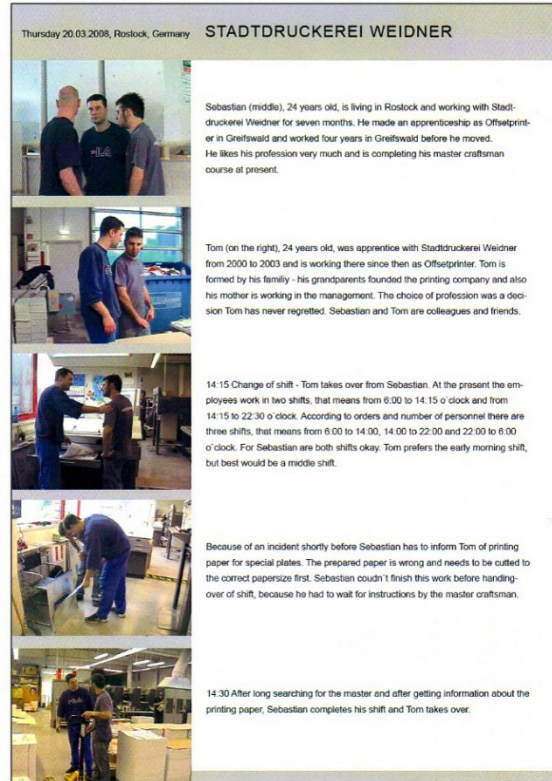 Thursday 20.03.2008, Rostock, Germany STADTDRUCKEREI WEIDNER
Sebastian (middle), 24 years old, is living in Rostock and working with Stadt-
druckerei Weidner for seven months. He made an apprenticeship as Offsetprint-
er in Greifswald and worked four years in Greifswald before he moved.
He likes his profession very much and is completing his master craftsman
course at present.
Tom (on the right), 24 years old, was apprentice with Stadtdruckerei Weidner
from 2000 to 2003 and is working there since then as Offsetprinter. Tom is
formed by his familiy - his grandparents founded the printing company and also
his mother is working in the management. The choice of profession was a deci-
sion Tom has never regretted. Sebastian and Tom are colleagues and friends.
14:15 Change of shift - Tom takes over from Sebastian. At the present the em-
ployees work in two shifts, that means from 6:00 to 14:15 o`clock and from
14:15 to 22:30 o`clock. According to orders and number of personnel there are
three shifts, that means from 6:00 to 14:00, 14:00 to 22:00 and 22:00 to 6:00
o`clock. For Sebastian are both shifts okay. Tom prefers the early morning shift,
but best would be a middle shift.
Because of an incident shortly before Sebastian has to inform Tom of printing
paper for special plates. The prepared paper is wrong and needs to be cutted to
the correct papersize first. Sebastian coudn`t finish this work before handing-
over of shift, because he had to wait for instructions by the master craftsman.
14:30 After long searching for the master and after getting information about the
printing paper, Sebastian completes his shift and Tom takes over.